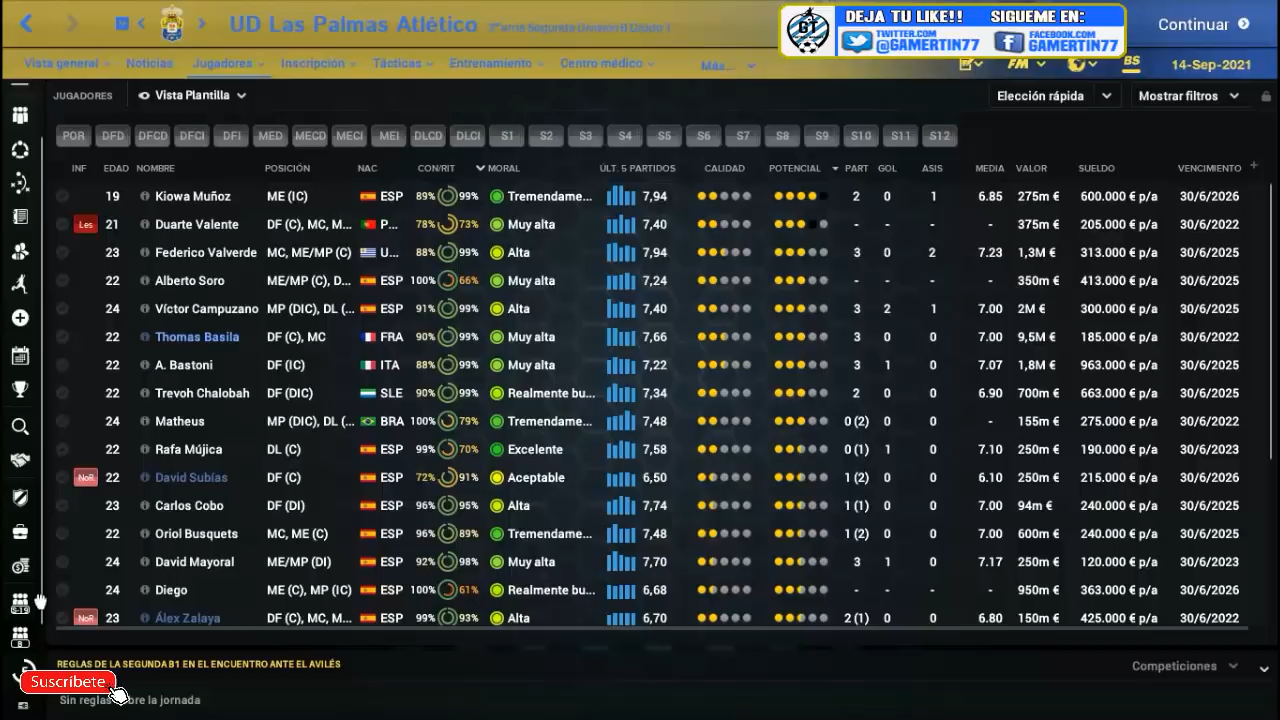 UD Las Palmas Atlético
DEJA TU LIKE!! SIGUEME EN:
TWITTER.COM FACEBOOK.COM
@GAMERTIN77 GAMERTIN77
GT
Continuar
Vista general Noticias Jugadores Inscripción Tácticas Entrenamiento Centro médico Más... FM BS 14-Sep-2021
JUGADORES Vista Plantilla Elección rápida Mostrar filtros
POR DFD DFCD DFCI DFI MED MECD MECI MEI DLCD DLCI S1 S2 S3 S4 S5 S6 S7 S8 S9 S10 S11 S12
INF EDAD NOMBRE POSICIÓN NAC CON/RIT MORAL ÚLT. 5 PARTIDOS CALIDAD POTENCIAL PART GOL ASIS MEDIA VALOR SUELDO VENCIMIENTO
19 Kiowa Muñoz ME (IC) ESP 89% 99% Tremendame... 7,94 2 0 1 6.85 275m € 600.000 € p/a 30/6/2026
Les 21 Duarte Valente DF (C), MC, M... P... 78% 73% Muy alta 7,40 - - - - 375m € 205.000 € p/a 30/6/2022
23 Federico Valverde MC, ME/MP (C) U... 88% 99% Alta 7,94 3 0 2 7.23 1,3M € 313.000 € p/a 30/6/2025
22 Alberto Soro ME/MP (C), D... ESP 100% 66% Muy alta 7,24 - - - - 350m € 413.000 € p/a 30/6/2025
24 Víctor Campuzano MP (DIC), DL (... ESP 91% 99% Alta 7,40 3 2 1 7.00 2M € 300.000 € p/a 30/6/2026
22 Thomas Basila DF (C), MC FRA 90% 99% Muy alta 7,66 3 0 0 7.00 9,5M € 185.000 € p/a 30/6/2022
22 A. Bastoni DF (IC) ITA 88% 99% Muy alta 7,22 3 1 0 7.07 1,8M € 963.000 € p/a 30/6/2022
22 Trevoh Chalobah DF (DIC) SLE 90% 99% Realmente bu... 7,34 2 0 0 6.90 700m € 663.000 € p/a 30/6/2022
24 Matheus MP (DIC), DL (... BRA 100% 79% Tremendame... 7,48 0 (2) 0 0 - 155m € 275.000 € p/a 30/6/2022
22 Rafa Mújica DL (C) ESP 99% 70% Excelente 7,58 0 (1) 1 0 7.10 250m € 190.000 € p/a 30/6/2023
NoR 22 David Subías DF (C) ESP 72% 91% Aceptable 6,50 1 (2) 0 0 6.10 250m € 215.000 € p/a 30/6/2026
23 Carlos Cobo DF (DI) ESP 96% 95% Alta 7,74 1 (1) 0 0 7.00 94m € 240.000 € p/a 30/6/2026
22 Oriol Busquets MC, ME (C) ESP 96% 89% Tremendame... 7,48 1 (2) 0 0 7.00 600m € 240.000 € p/a 30/6/2025
24 David Mayoral ME/MP (DI) ESP 92% 98% Muy alta 7,70 3 1 0 7.17 250m € 120.000 € p/a 30/6/2025
24 Diego ME (C), MP (IC) ESP 100% 61% Realmente bu... 6,68 - - - - 950m € 363.000 € p/a 30/6/2026
NoR 23 Álex Zalaya DF (C), MC, M... ESP 99% 93% Alta 6,70 2 (1) 0 0 6.80 150m € 425.000 € p/a 30/6/2022
REGLAS DE LA SEGUNDA B1 EN EL ENCUENTRO ANTE EL AVILÉS Competiciones
Suscríbete
Sin reglas sobre la jornada